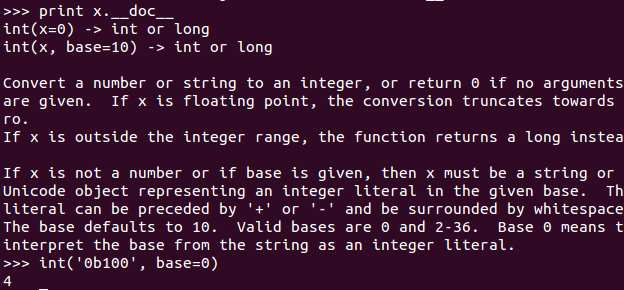 >>> print x.__doc__
int(x=0) -> int or long
int(x, base=10) -> int or long
Convert a number or string to an integer, or return 0 if no arguments
are given.  If x is floating point, the conversion truncates towards
ro.
If x is outside the integer range, the function returns a long instea
If x is not a number or if base is given, then x must be a string or
Unicode object representing an integer literal in the given base.  Th
literal can be preceded by '+' or '-' and be surrounded by whitespace
The base defaults to 10.  Valid bases are 0 and 2-36.  Base 0 means t
interpret the base from the string as an integer literal.
>>> int('0b100', base=0)
4